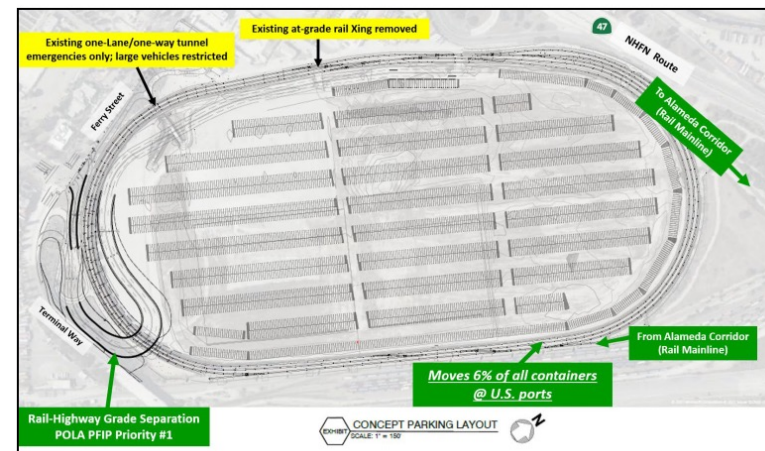 Existing one-Lane/one-way tunnel
emergencies only; large vehicles restricted
Existing at-grade rail Xing removed
47
NHFN Route
To Alameda Corridor
(Rail Mainline)
Ferry Street
Terminal Way
From Alameda Corridor
(Rail Mainline)
Moves 6% of all containers
@ U.S. ports
Rail-Highway Grade Separation
POLA PFIP Priority #1
EXHIBIT
CONCEPT PARKING LAYOUT
SCALE: 1" = 150'
N